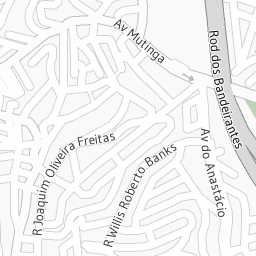 Av Mutinga
Rod dos Bandeirantes
R Joaquim Oliveira Freitas
R Willis Roberto Banks
Av do Anastácio